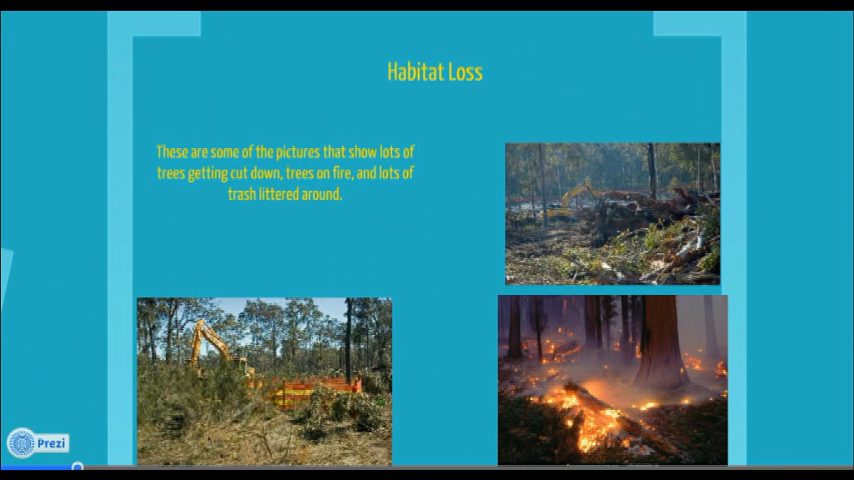 Habitat Loss
These are some of the pictures that show lots of
trees getting cut down, trees on fire, and lots of
trash littered around.
Prezi